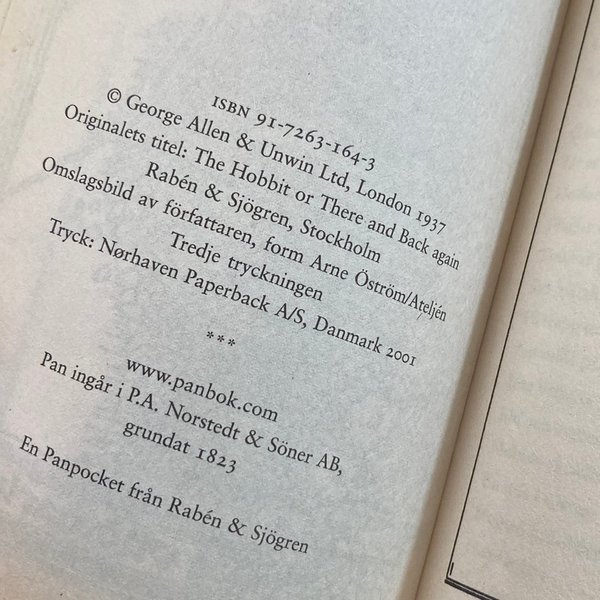 ISBN 91-7263-164-3
© George Allen & Unwin Ltd, London 1937
Originalets titel: The Hobbit or There and Back again
Rabén & Sjögren, Stockholm
Omslagsbild av författaren, form Arne Öström/Ateljén
Tredje tryckningen
Tryck: Nørhaven Paperback A/S, Danmark 2001
***
www.panbok.com
Pan ingår i P.A. Norstedt & Söner AB,
grundat 1823
En Panpocket från Rabén & Sjögren